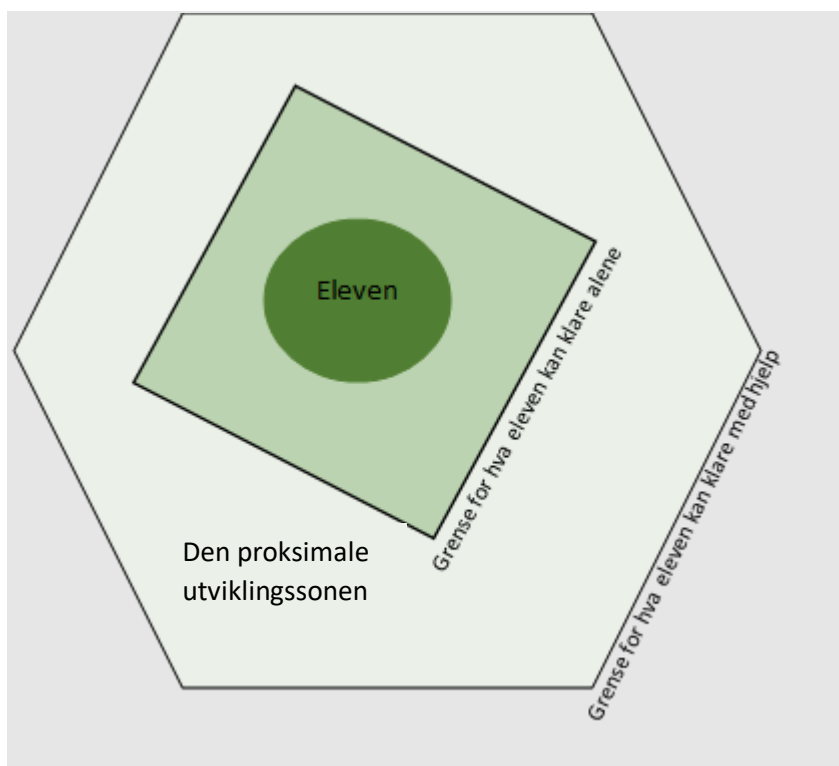 Eleven
Grense for hva eleven kan klare alene
Grense for hva eleven kan klare med hjelp
Den proksimale
utviklingssonen